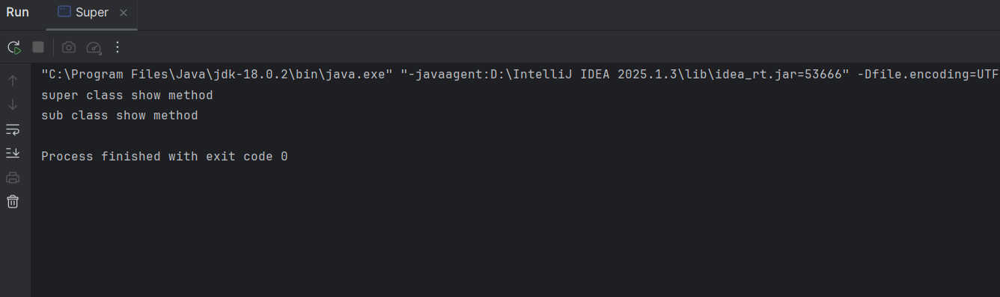 Run Super
"C:\Program Files\Java\jdk-18.0.2\bin\java.exe" "-javaagent:D:\IntelliJ IDEA 2025.1.3\lib\idea_rt.jar=53666" -Dfile.encoding=UTF
super class show method
sub class show method
Process finished with exit code 0